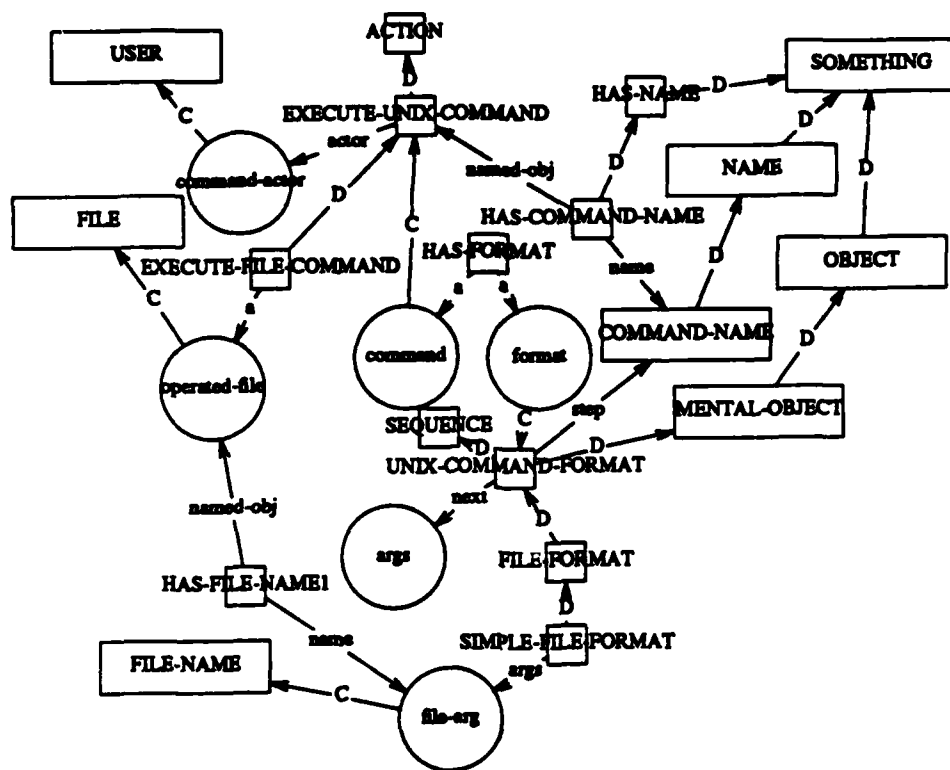 ACTION
USER
SOMETHING
D
HAS-NAME
D
C
EXECUTE-UNIX-COMMAND
D
actor
D
NAME
D
named-obj
command-actor
D
FILE
C
HAS-COMMAND-NAME
D
HAS-FORMAT
OBJECT
EXECUTE-FILE-COMMAND
name
C
a
a
a
D
COMMAND-NAME
command
format
operated-file
step
MENTAL-OBJECT
SEQUENCE
C
D
D
UNIX-COMMAND-FORMAT
next
named-obj
D
args
FILE-FORMAT
HAS-FILE-NAME1
D
name
SIMPLE-FILE-FORMAT
FILE-NAME
args
C
file-arg